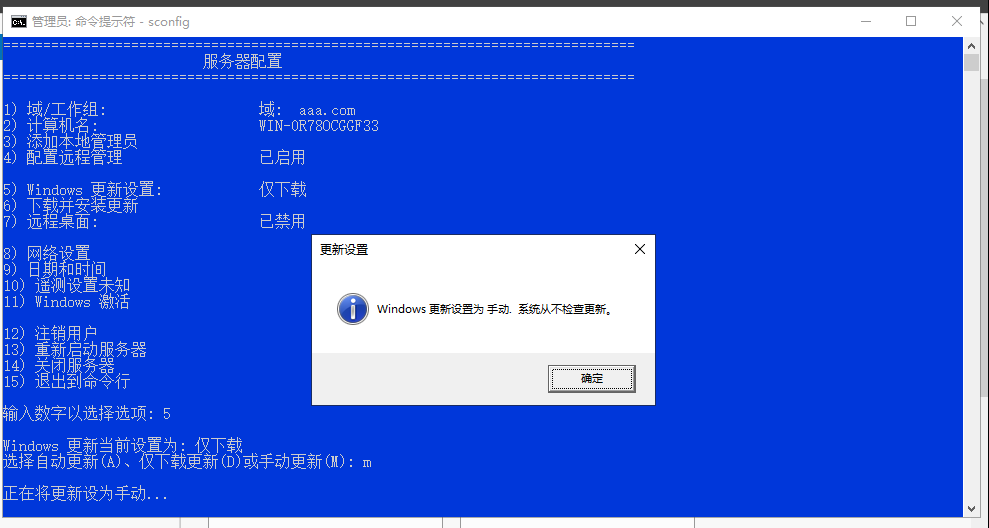 管理员: 命令提示符 - sconfig
===============================================================================
服务器配置
===============================================================================
1) 域/工作组: 域: aaa.com
2) 计算机名: WIN-0R78OCGGF33
3) 添加本地管理员
4) 配置远程管理 已启用
5) Windows 更新设置: 仅下载
6) 下载并安装更新
7) 远程桌面: 已禁用
8) 网络设置
9) 日期和时间
10) 遥测设置未知
11) Windows 激活
12) 注销用户
13) 重新启动服务器
14) 关闭服务器
15) 退出到命令行
输入数字以选择选项: 5
Windows 更新当前设置为: 仅下载
选择自动更新(A)、仅下载更新(D)或手动更新(M): m
正在将更新设为手动...
更新设置
Windows 更新设置为 手动. 系统从不检查更新。
确定